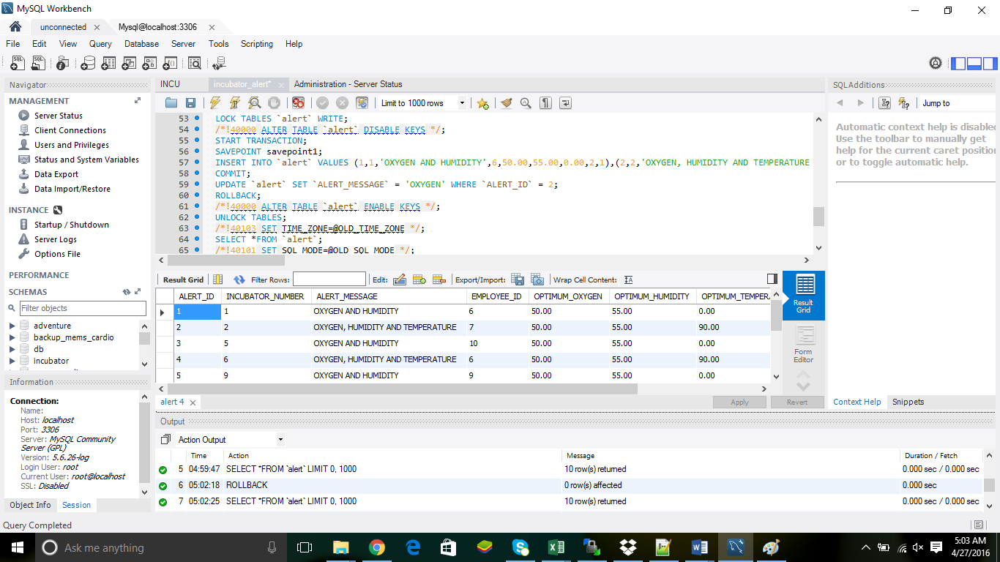 MySQL Workbench
unconnected
Mysql@localhost:3306
File Edit View Query Database Server Tools Scripting Help
Navigator
MANAGEMENT
Server Status
Client Connections
Users and Privileges
Status and System Variables
Data Export
Data Import/Restore
INSTANCE
Startup / Shutdown
Server Logs
Options File
PERFORMANCE
SCHEMAS
Filter objects
adventure
backup_mems_cardio
db
incubator
Information
Connection:
Name:
Host: localhost
Port: 3306
Server: MySQL Community
Server (GPL)
Version: 5.6.26-log
Login User: root
Current User: root@localhost
SSL: Disabled
Object Info Session
Query Completed
INCU incubator_alert* Administration - Server Status
Limit to 1000 rows
53 LOCK TABLES `alert` WRITE;
54 /*!40000 ALTER TABLE `alert` DISABLE KEYS */;
55 START TRANSACTION;
56 SAVEPOINT savepoint1;
57 INSERT INTO `alert` VALUES (1,1,'OXYGEN AND HUMIDITY',6,50.00,55.00,0.00,2,1),(2,2,'OXYGEN, HUMIDITY AND TEMPERATURE
58 COMMIT;
59 UPDATE `alert` SET `ALERT_MESSAGE` = 'OXYGEN' WHERE `ALERT_ID` = 2;
60 ROLLBACK;
61 /*!40000 ALTER TABLE `alert` ENABLE KEYS */;
62 UNLOCK TABLES;
63 /*!40103 SET TIME_ZONE=@OLD_TIME_ZONE */;
64 SELECT *FROM `alert`;
65 /*!40101 SET SQL_MODE=@OLD_SQL_MODE */;
Result Grid Filter Rows: Edit: Export/Import: Wrap Cell Content:
ALERT_ID INCUBATOR_NUMBER ALERT_MESSAGE EMPLOYEE_ID OPTIMUM_OXYGEN OPTIMUM_HUMIDITY OPTIMUM_TEMPERA
1 1 OXYGEN AND HUMIDITY 6 50.00 55.00 0.00
2 2 OXYGEN, HUMIDITY AND TEMPERATURE 7 50.00 55.00 90.00
3 5 OXYGEN AND HUMIDITY 10 50.00 55.00 0.00
4 6 OXYGEN, HUMIDITY AND TEMPERATURE 6 50.00 55.00 90.00
5 9 OXYGEN AND HUMIDITY 9 50.00 55.00 0.00
Result
Grid
Form
Editor
alert 4
Apply Revert
Output
Action Output
Time Action Message Duration / Fetch
5 04:59:47 SELECT *FROM `alert` LIMIT 0, 1000 10 row(s) returned 0.000 sec / 0.000 sec
6 05:02:18 ROLLBACK 0 row(s) affected 0.000 sec
7 05:02:25 SELECT *FROM `alert` LIMIT 0, 1000 10 row(s) returned 0.000 sec / 0.000 sec
SQLAdditions
Jump to
Automatic context help is disabled
Use the toolbar to manually get
help for the current caret position
or to toggle automatic help.
Context Help Snippets
Ask me anything
5:03 AM
4/27/2016